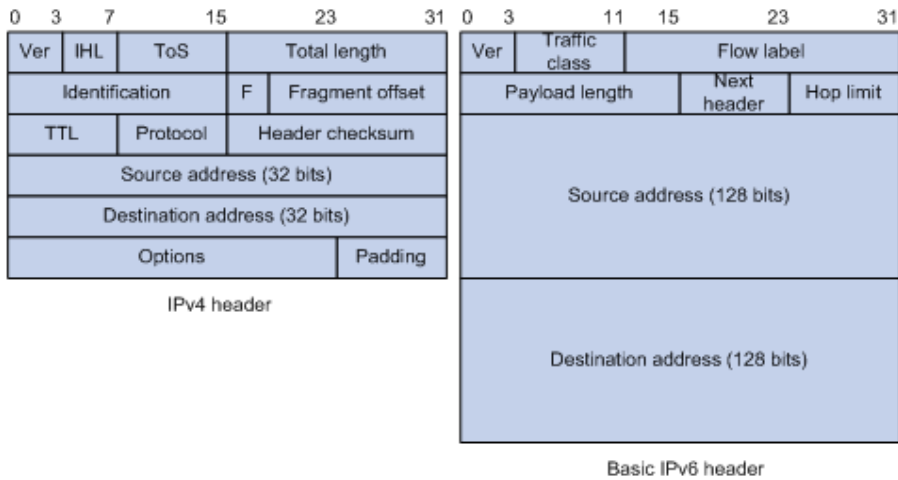 0 3 7 15 23 31
Ver IHL ToS Total length
Identification F Fragment offset
TTL Protocol Header checksum
Source address (32 bits)
Destination address (32 bits)
Options Padding
IPv4 header
0 3 11 15 23 31
Ver Traffic class Flow label
Payload length Next header Hop limit
Source address (128 bits)
Destination address (128 bits)
Basic IPv6 header